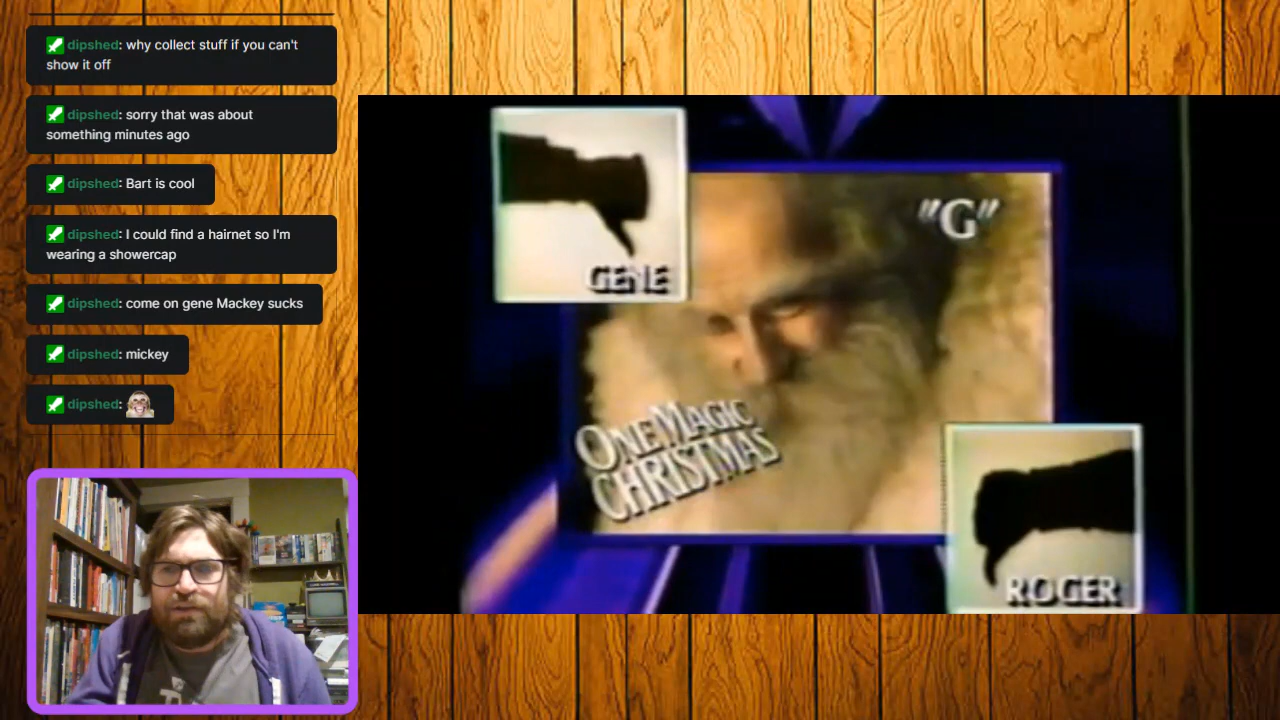 dipshed: why collect stuff if you can't
show it off
dipshed: sorry that was about
something minutes ago
dipshed: Bart is cool
dipshed: I could find a hairnet so I'm
wearing a showercap
dipshed: come on gene Mackey sucks
dipshed: mickey
dipshed:
GENE
"G"
ONE MAGIC
CHRISTMAS
ROGER